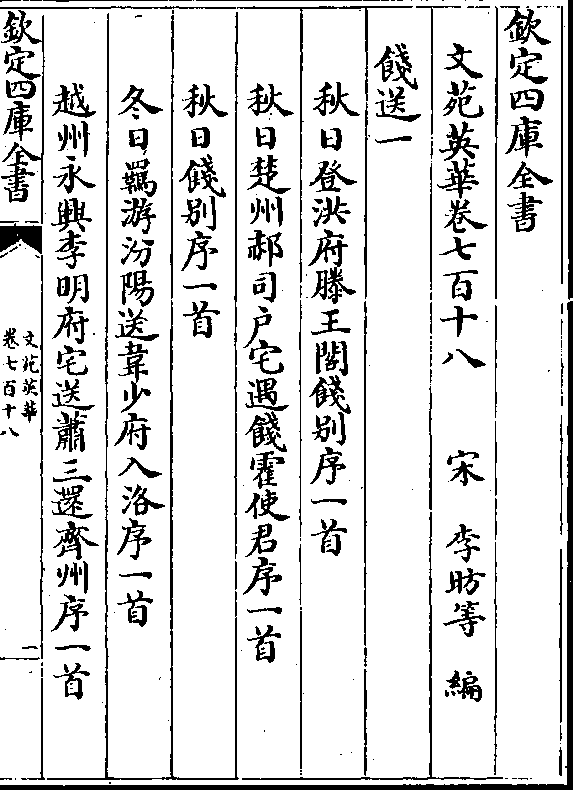 欽定四庫全書
文苑英華卷七百十八　宋　李昉等　編
餞送一
秋日登洪府滕王閣餞别序一首
秋日楚州郝司戶宅遇餞霍使君序一首
秋日餞别序一首
冬日羈游汾陽送韋少府入洛序一首
越州永興李明府宅送蕭三還齊州序一首
欽定四庫全書
文苑英華
卷七百十八
一